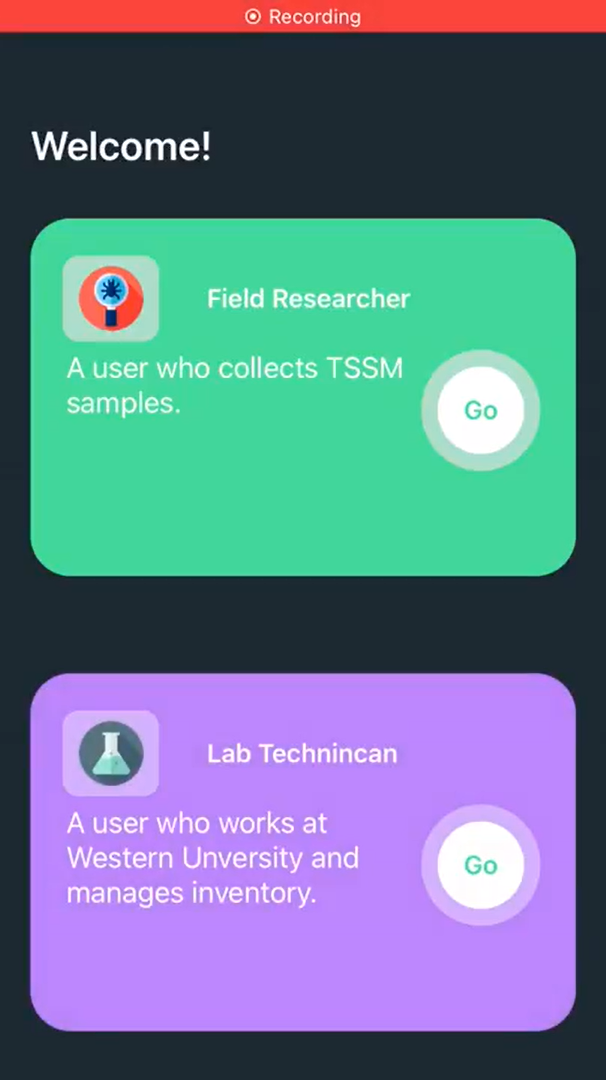 Recording
Welcome!
Field Researcher
A user who collects TSSM
samples.
Go
Lab Technincan
A user who works at
Western Unversity and
manages inventory.
Go